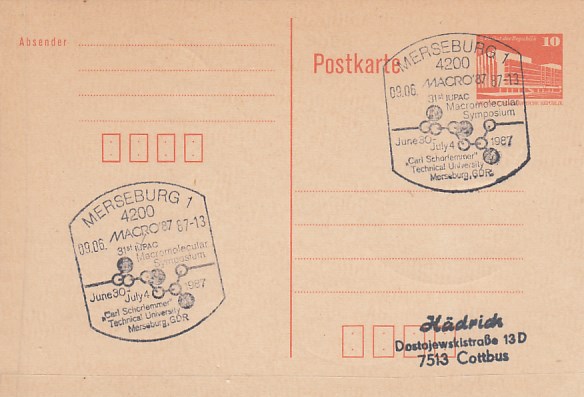 Absender
Postkarte
10
MERSEBURG 1
4200
09.06. MACRO'87 87-13
31st IUPAC
Macromolecular
Symposium
June 30-
July 4 1987
"Carl Schorlemmer"
Technical University
Merseburg, GDR
MERSEBURG 1
4200
09.06. MACRO'87 87-13
31st IUPAC
Macromolecular
Symposium
June 30-
July 4 1987
"Carl Schorlemmer"
Technical University
Merseburg, GDR
Hädrich
Dostojewskistraße 13 D
7513 Cottbus